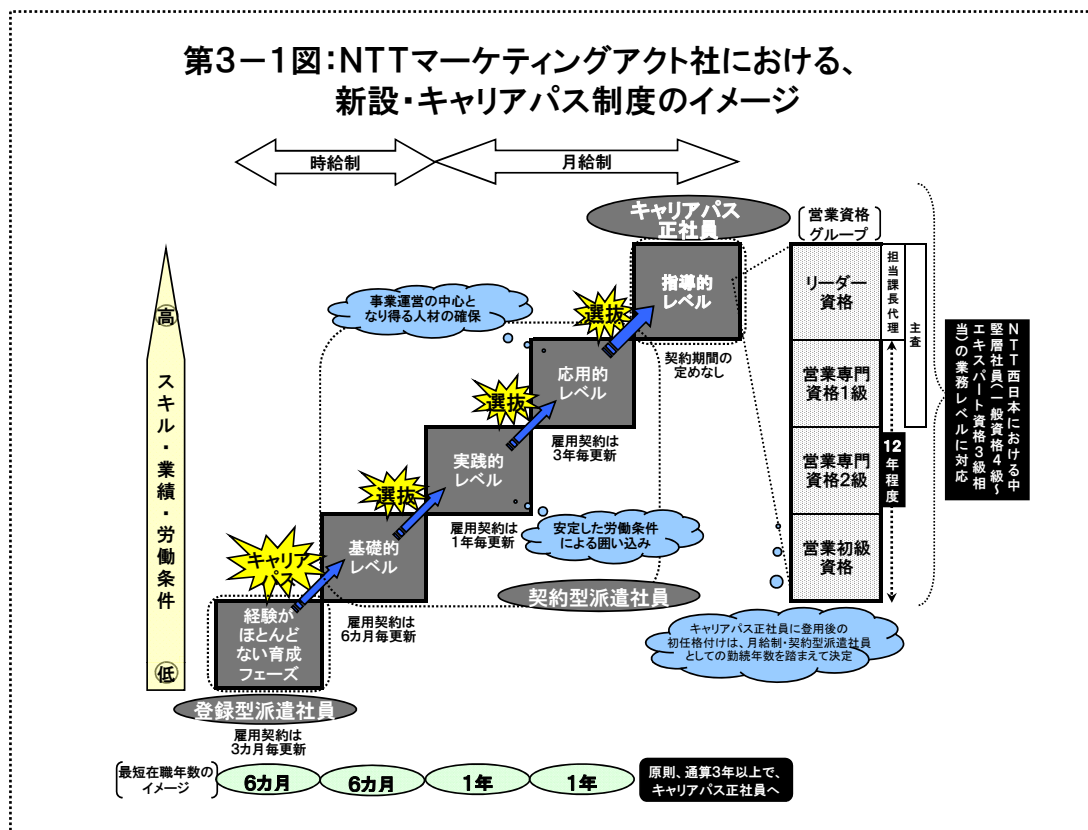 第3－1図：NTTマーケティングアクト社における、
新設・キャリアパス制度のイメージ
時給制
月給制
キャリアパス
正社員
営業資格
グループ
指導的
レベル
リーダー
資格
担当課長代理
主査
事業運営の中心と
なり得る人材の確保
選抜
契約期間の
定めなし
高
スキル・業績・労働条件
低
応用的
レベル
営業専門
資格1級
選抜
雇用契約は
3年毎更新
実践的
レベル
営業専門
資格2級
12年程度
選抜
雇用契約は
1年毎更新
安定した労働条件
による囲い込み
基礎的
レベル
営業初級
資格
キャリア
パス
契約型派遣社員
雇用契約は
6カ月毎更新
経験が
ほとんど
ない育成
フェーズ
キャリアパス正社員に登用後の
初任格付けは、月給制・契約型派遣社員
としての勤続年数を踏まえて決定
登録型派遣社員
雇用契約は
3カ月毎更新
NTT西日本における中
堅層社員（一般資格4級～
エキスパート資格3級相
当）の業務レベルに対応
最短在職年数の
イメージ
6カ月
6カ月
1年
1年
原則、通算3年以上で、
キャリアパス正社員へ